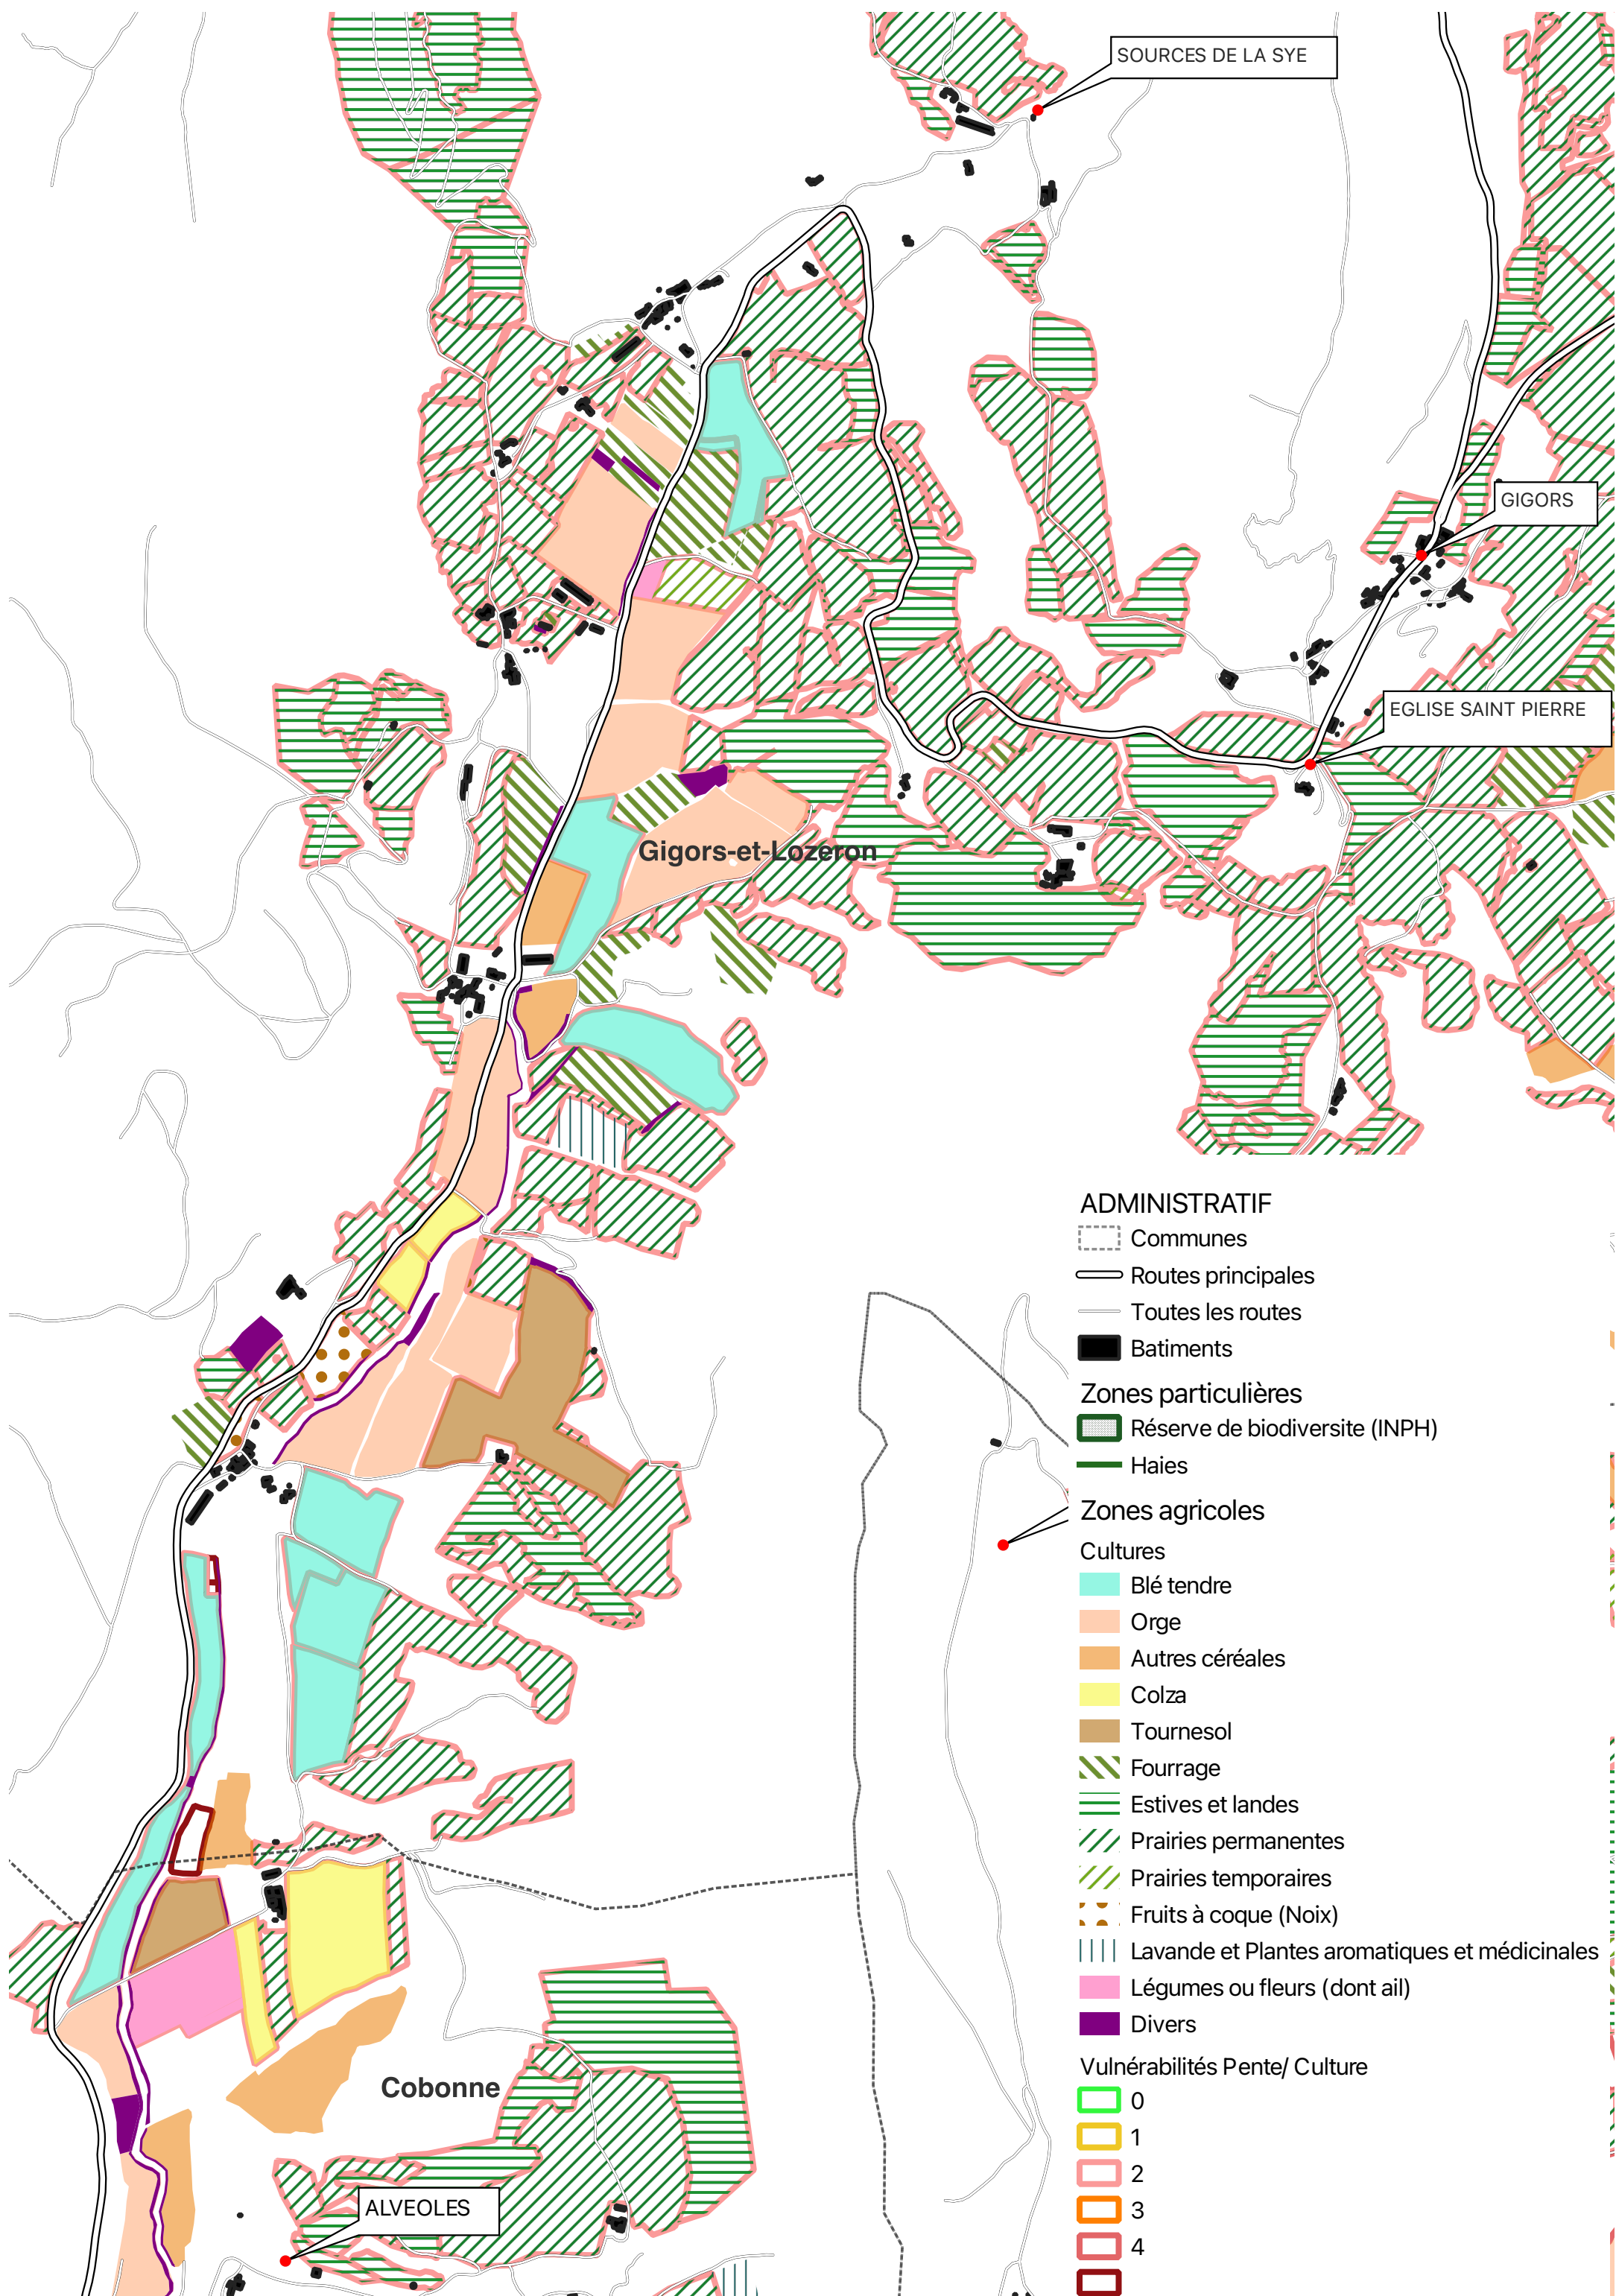 SOURCES DE LA SYE
GIGORS
EGLISE SAINT PIERRE
Gigors-et-Lozeron
ADMINISTRATIF
Communes
Routes principales
Toutes les routes
Batiments
Zones particulières
Réserve de biodiversite (INPH)
Haies
Zones agricoles
Cultures
Blé tendre
Orge
Autres céréales
Colza
Tournesol
Fourrage
Estives et landes
Prairies permanentes
Prairies temporaires
Fruits à coque (Noix)
Lavande et Plantes aromatiques et médicinales
Légumes ou fleurs (dont ail)
Divers
Vulnérabilités Pente/ Culture
0
1
2
3
4
Cobonne
ALVEOLES